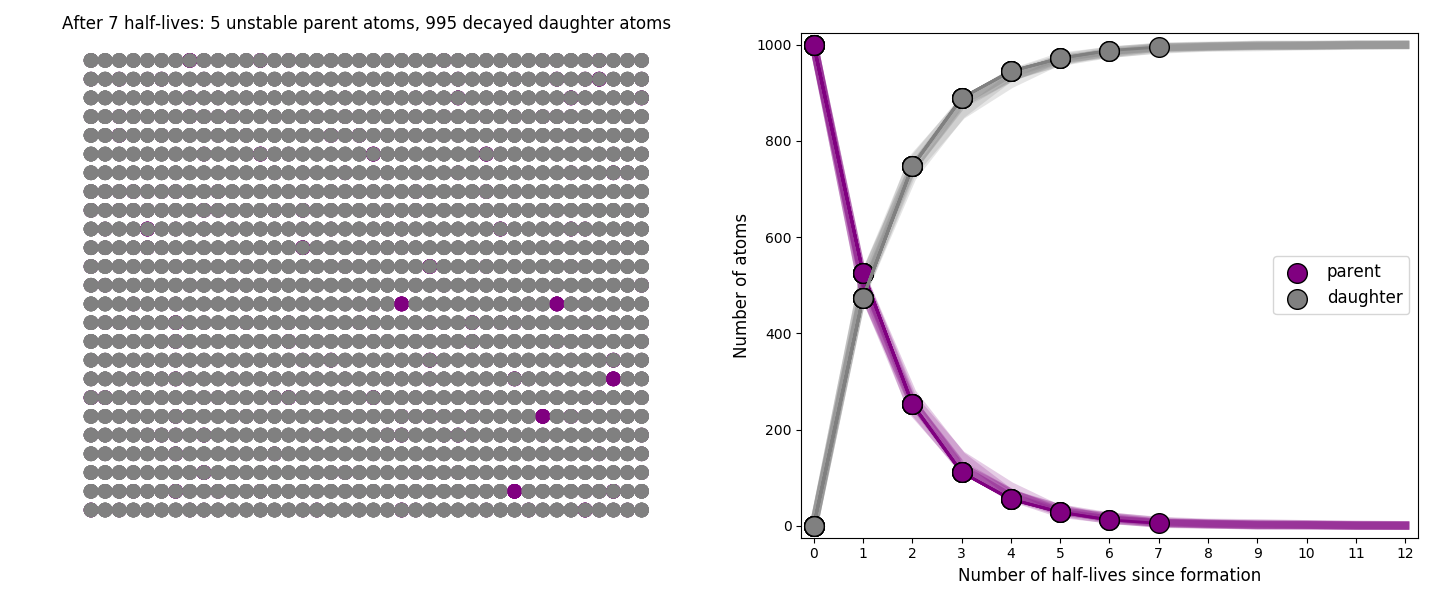 After 7 half-lives: 5 unstable parent atoms, 995 decayed daughter atoms
1000
800
600
400
200
0
Number of atoms
parent
daughter
0 1 2 3 4 5 6 7 8 9 10 11 12
Number of half-lives since formation